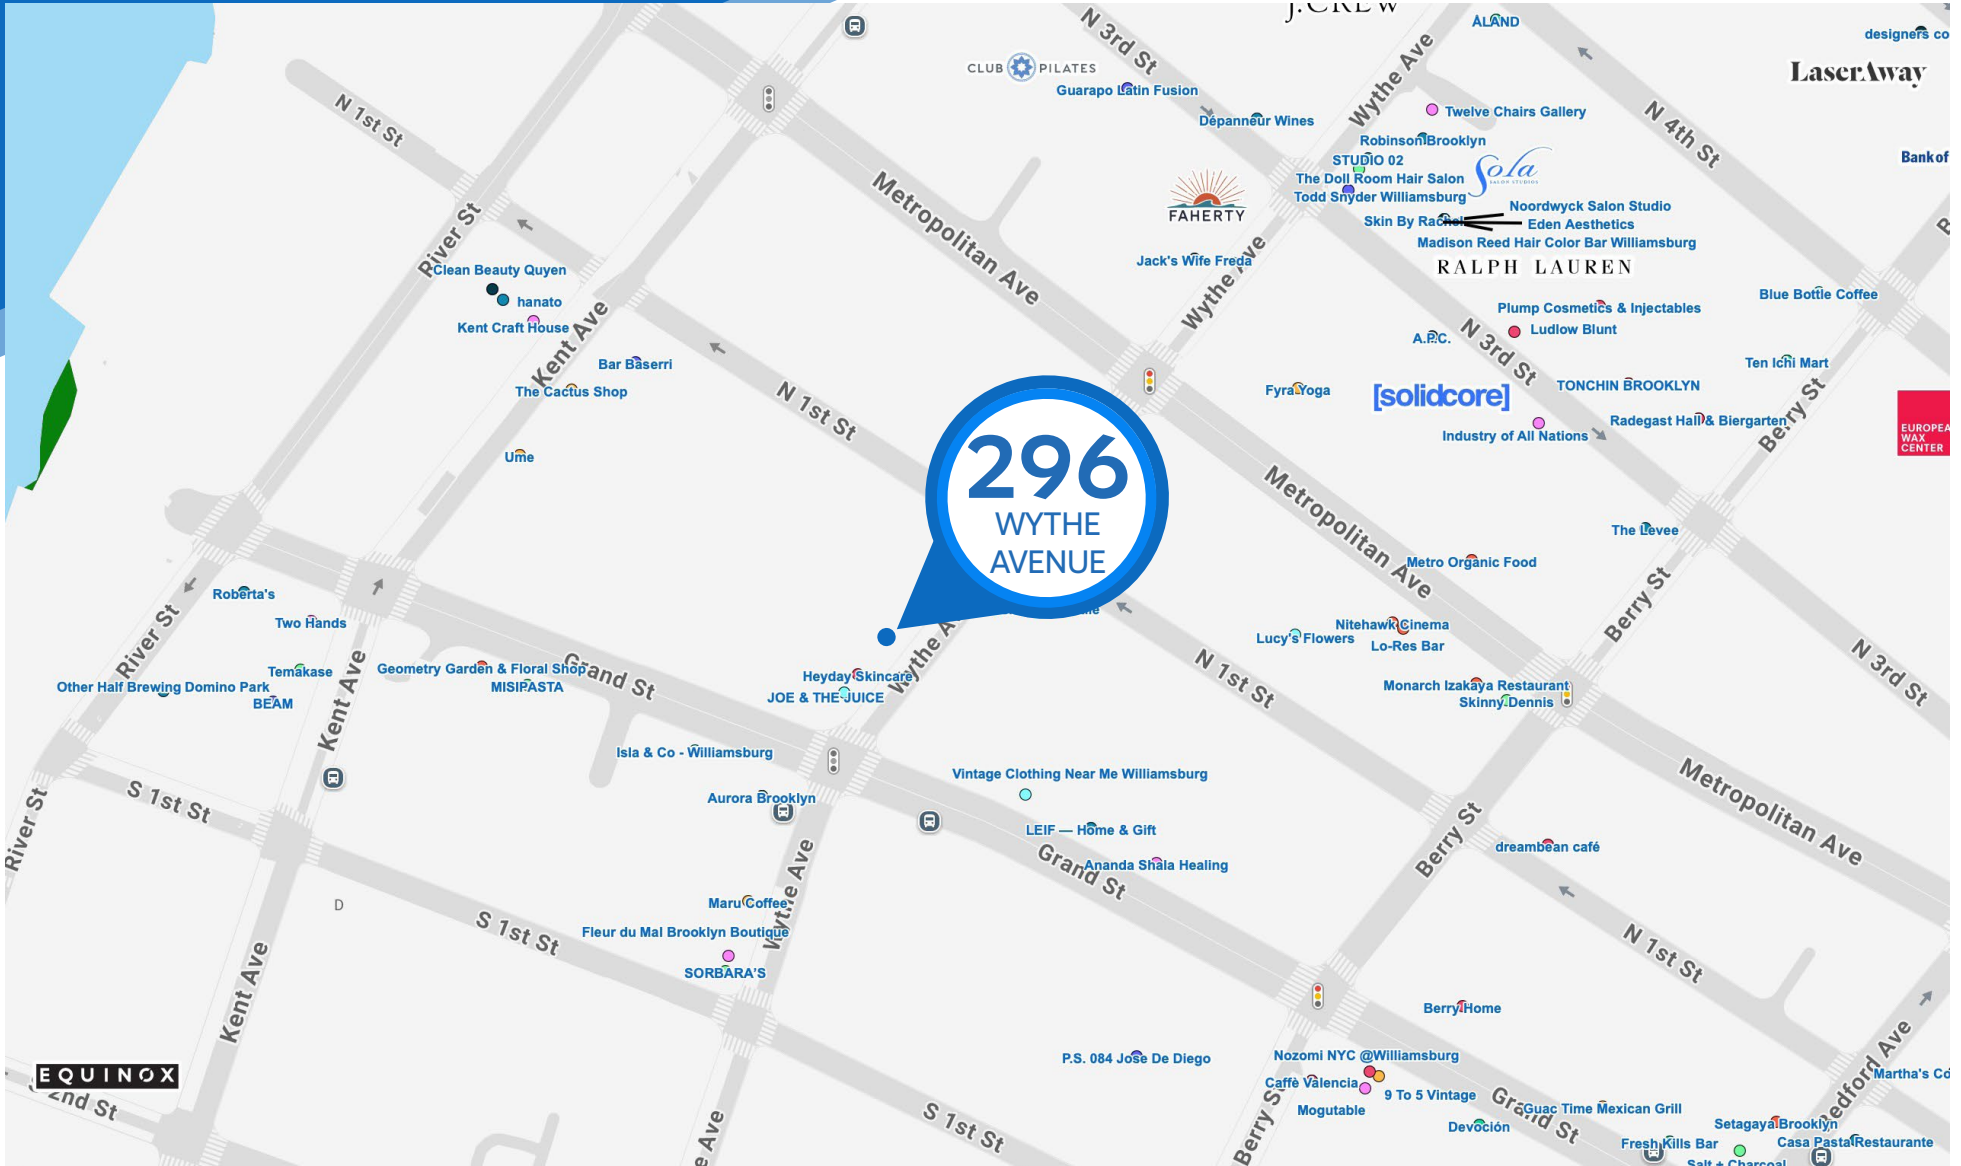 J.CREW
ÅLAND
designers co
N 3rd St
Wythe Ave
CLUB PILATES
LaserAway
Guarapo Latin Fusion
N 1st St
Dépanneur Wines
Twelve Chairs Gallery
N 4th St
Robinson Brooklyn
STUDIO 02
Bank of
The Doll Room Hair Salon
Sola
SALON STUDIOS
Todd Snyder Williamsburg
FAHERTY
Metropolitan Ave
Noordwyck Salon Studio
Skin By Rachel
Eden Aesthetics
River St
B
Madison Reed Hair Color Bar Williamsburg
RALPH LAUREN
Jack's Wife Freda
Wythe Ave
Clean Beauty Quyen
hanato
Blue Bottle Coffee
Plump Cosmetics & Injectables
Kent Craft House
Kent Ave
Ludlow Blunt
A.P.C.
N 3rd St
Bar Baserri
Ten Ichi Mart
The Cactus Shop
Fyra Yoga
[solidcore]
TONCHIN BROOKLYN
N 1st St
Radegast Hall & Biergarten
Berry St
Industry of All Nations
EUROPEA
WAX
CENTER
Ume
296
WYTHE
AVENUE
Metropolitan Ave
The Levee
Metro Organic Food
Roberta's
Two Hands
Berry St
River St
Wythe A
Lucy's Flowers
Nitehawk Cinema
Lo-Res Bar
N 1st St
N 3rd St
Temakase
Geometry Garden & Floral Shop
Grand St
Heyday Skincare
Other Half Brewing Domino Park
MISIPASTA
JOE & THE JUICE
Monarch Izakaya Restaurant
BEAM
Skinny Dennis
Kent Ave
Isla & Co - Williamsburg
Vintage Clothing Near Me Williamsburg
Metropolitan Ave
S 1st St
Aurora Brooklyn
River St
LEIF — Home & Gift
Berry St
dreambean café
Grand St
Ananda Shala Healing
Wythe Ave
D
Maru Coffee
S 1st St
Fleur du Mal Brooklyn Boutique
N 1st St
SORBARA'S
Kent Ave
Berry Home
P.S. 084 Jose De Diego
Nozomi NYC @Williamsburg
Bedford Ave
EQUINOX
Caffè Valencia
Martha's Co
2nd St
9 To 5 Vintage
Mogutable
Grand St
Guac Time Mexican Grill
S 1st St
Devoción
Setagaya Brooklyn
Berry St
e Ave
Fresh Kills Bar
Casa Pasta Restaurante
Salt + Charcoal